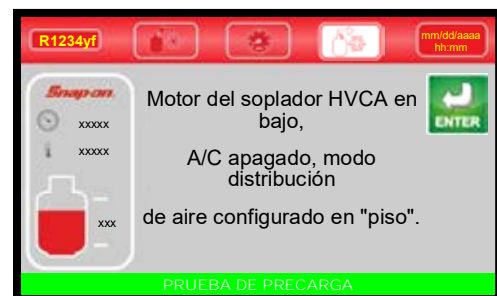 R1234yf
mm/dd/aaaa
hh:mm
Snap-on
xxxxx
xxxxx
xxx
Motor del soplador HVCA en
bajo,
A/C apagado, modo
distribución
de aire configurado en "piso".
ENTER
PRUEBA DE PRECARGA